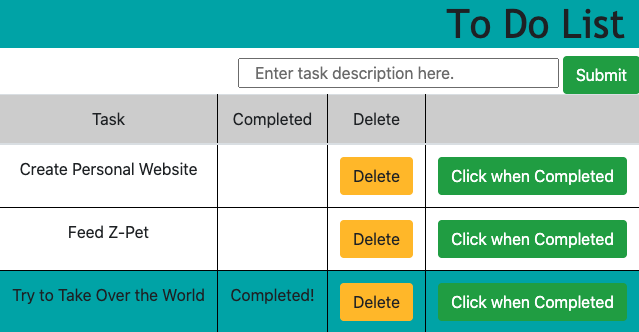 To Do List
Enter task description here. Submit
Task Completed Delete
Create Personal Website Delete Click when Completed
Feed Z-Pet Delete Click when Completed
Try to Take Over the World Completed! Delete Click when Completed